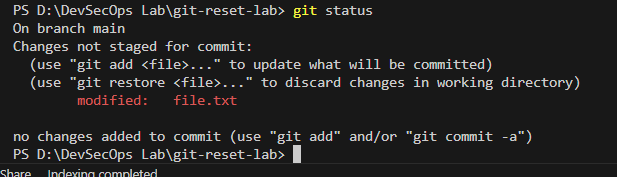 PS D:\DevSecOps Lab\git-reset-lab> git status
On branch main
Changes not staged for commit:
  (use "git add <file>..." to update what will be committed)
  (use "git restore <file>..." to discard changes in working directory)
        modified:   file.txt

no changes added to commit (use "git add" and/or "git commit -a")
PS D:\DevSecOps Lab\git-reset-lab>
Share   Indexing completed